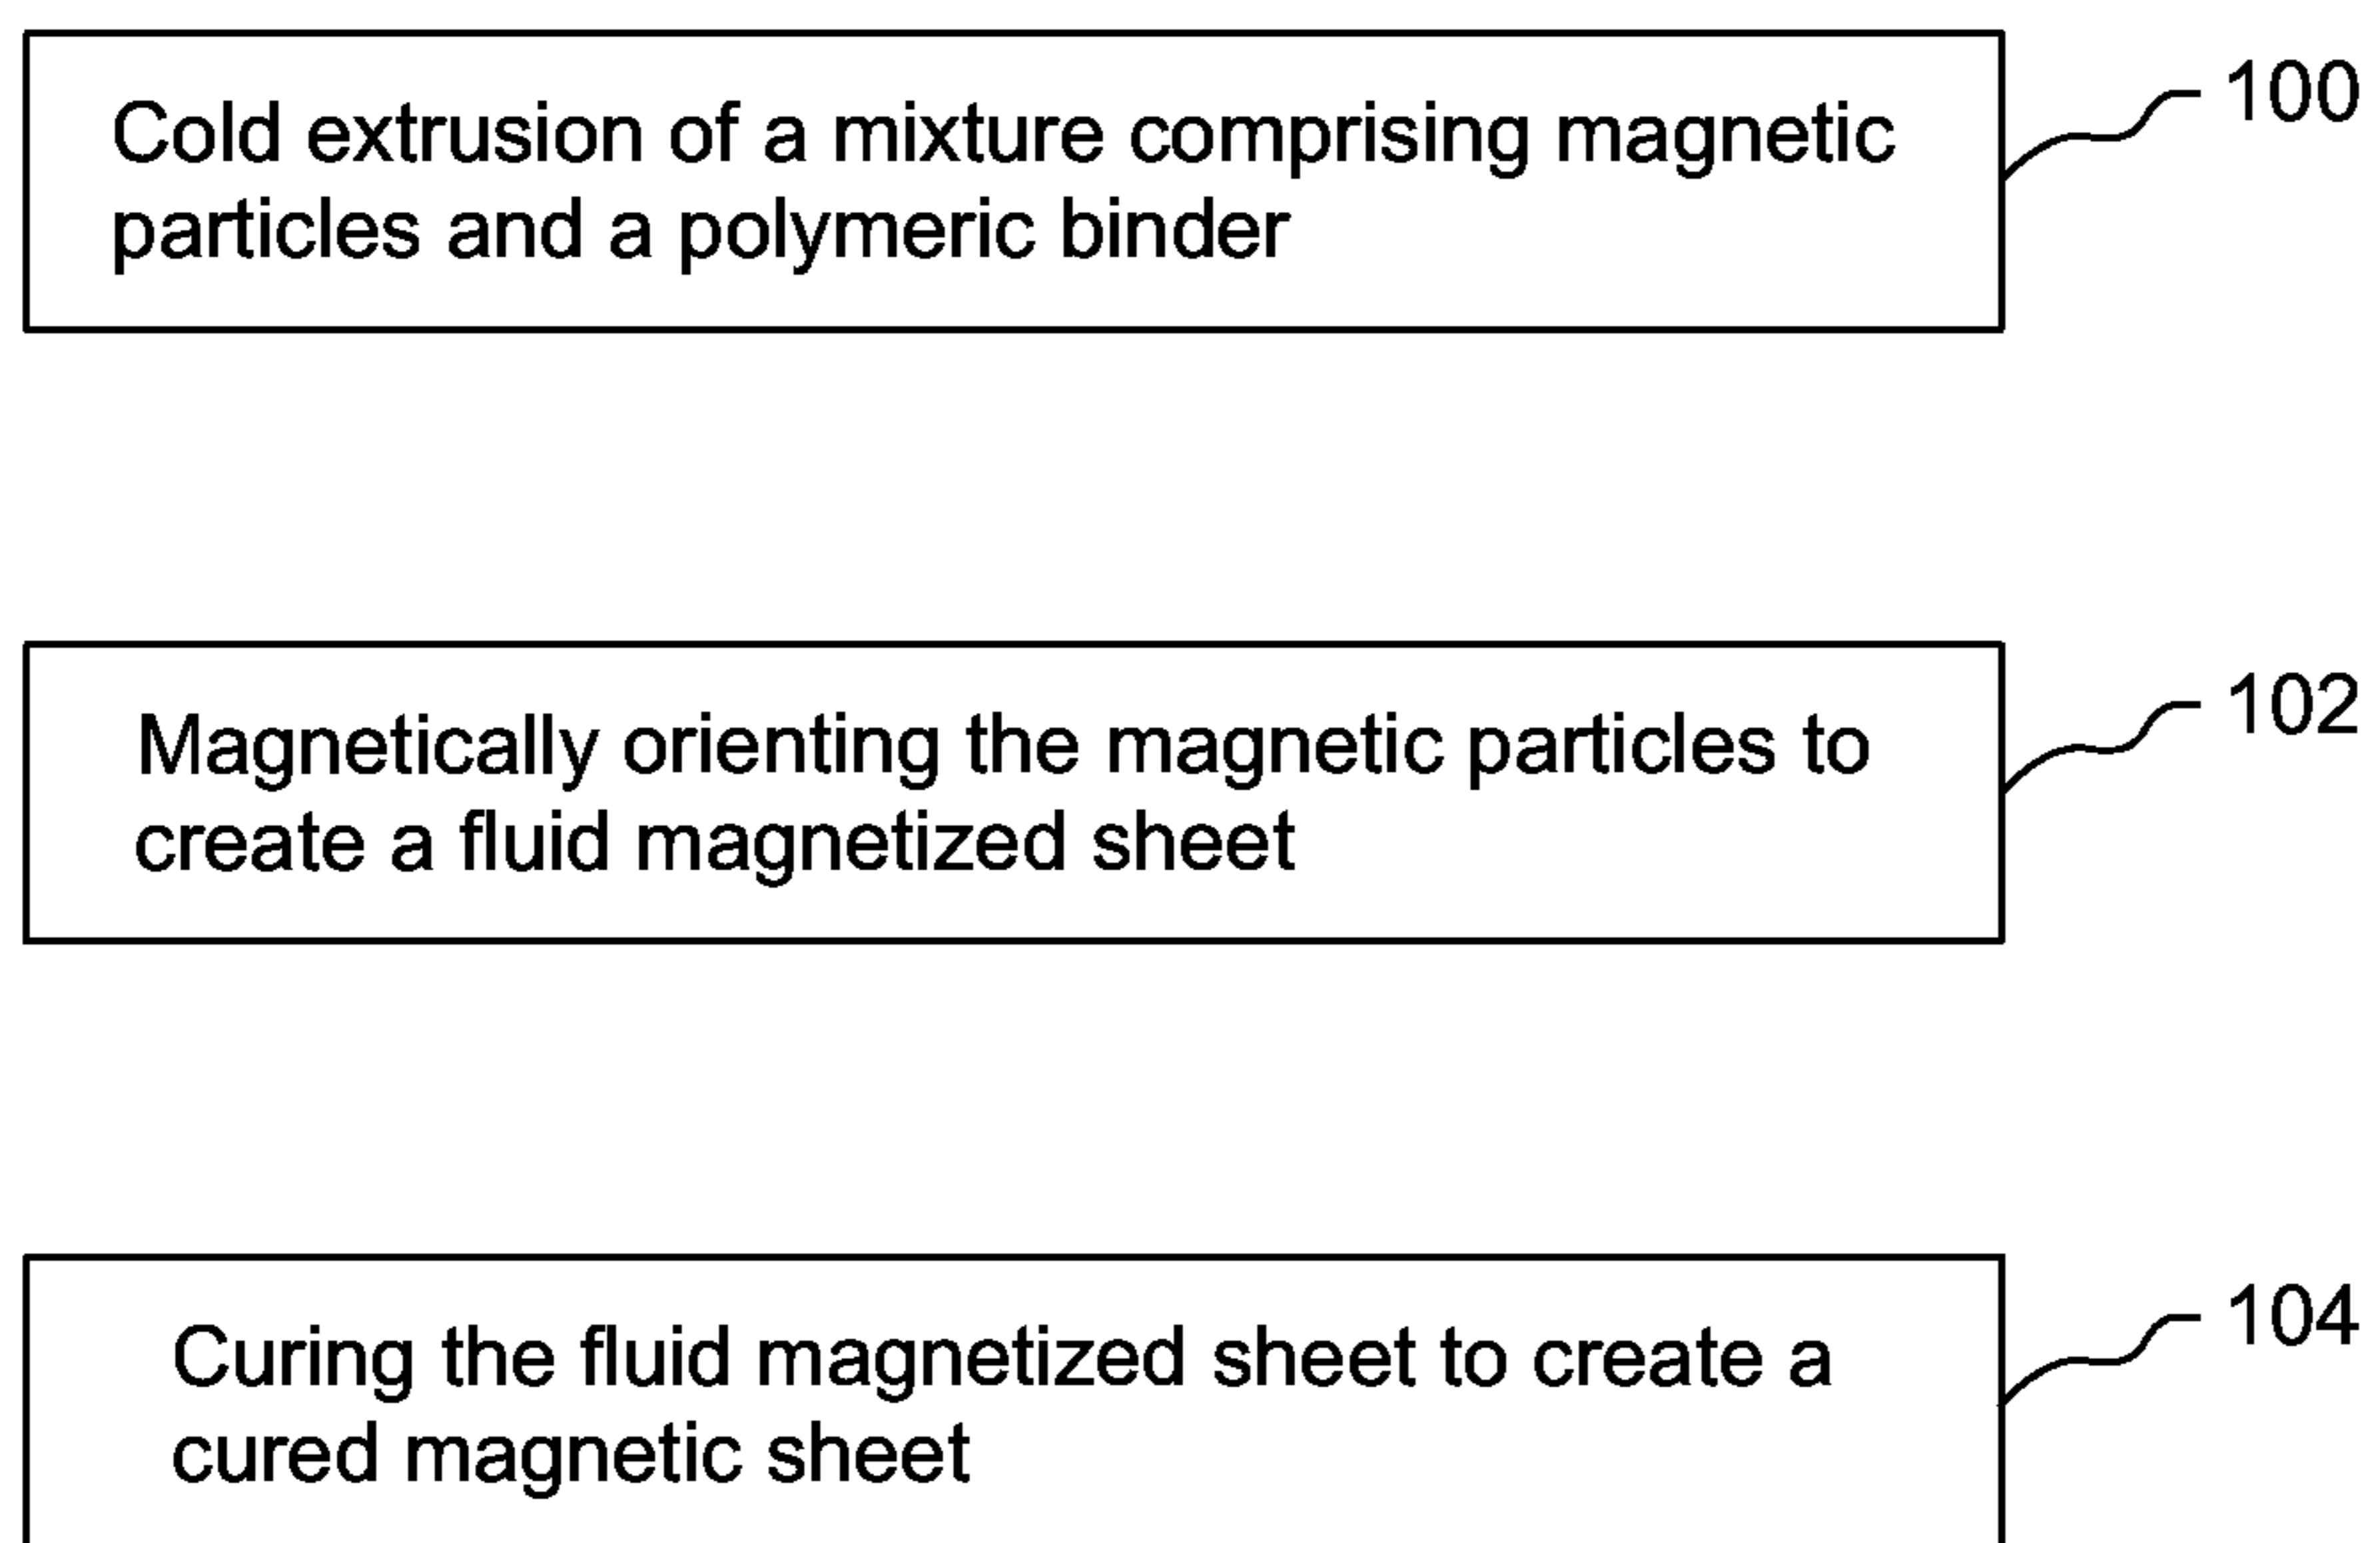 Cold extrusion of a mixture comprising magnetic
particles and a polymeric binder
100
Magnetically orienting the magnetic particles to
create a fluid magnetized sheet
102
Curing the fluid magnetized sheet to create a
cured magnetic sheet
104